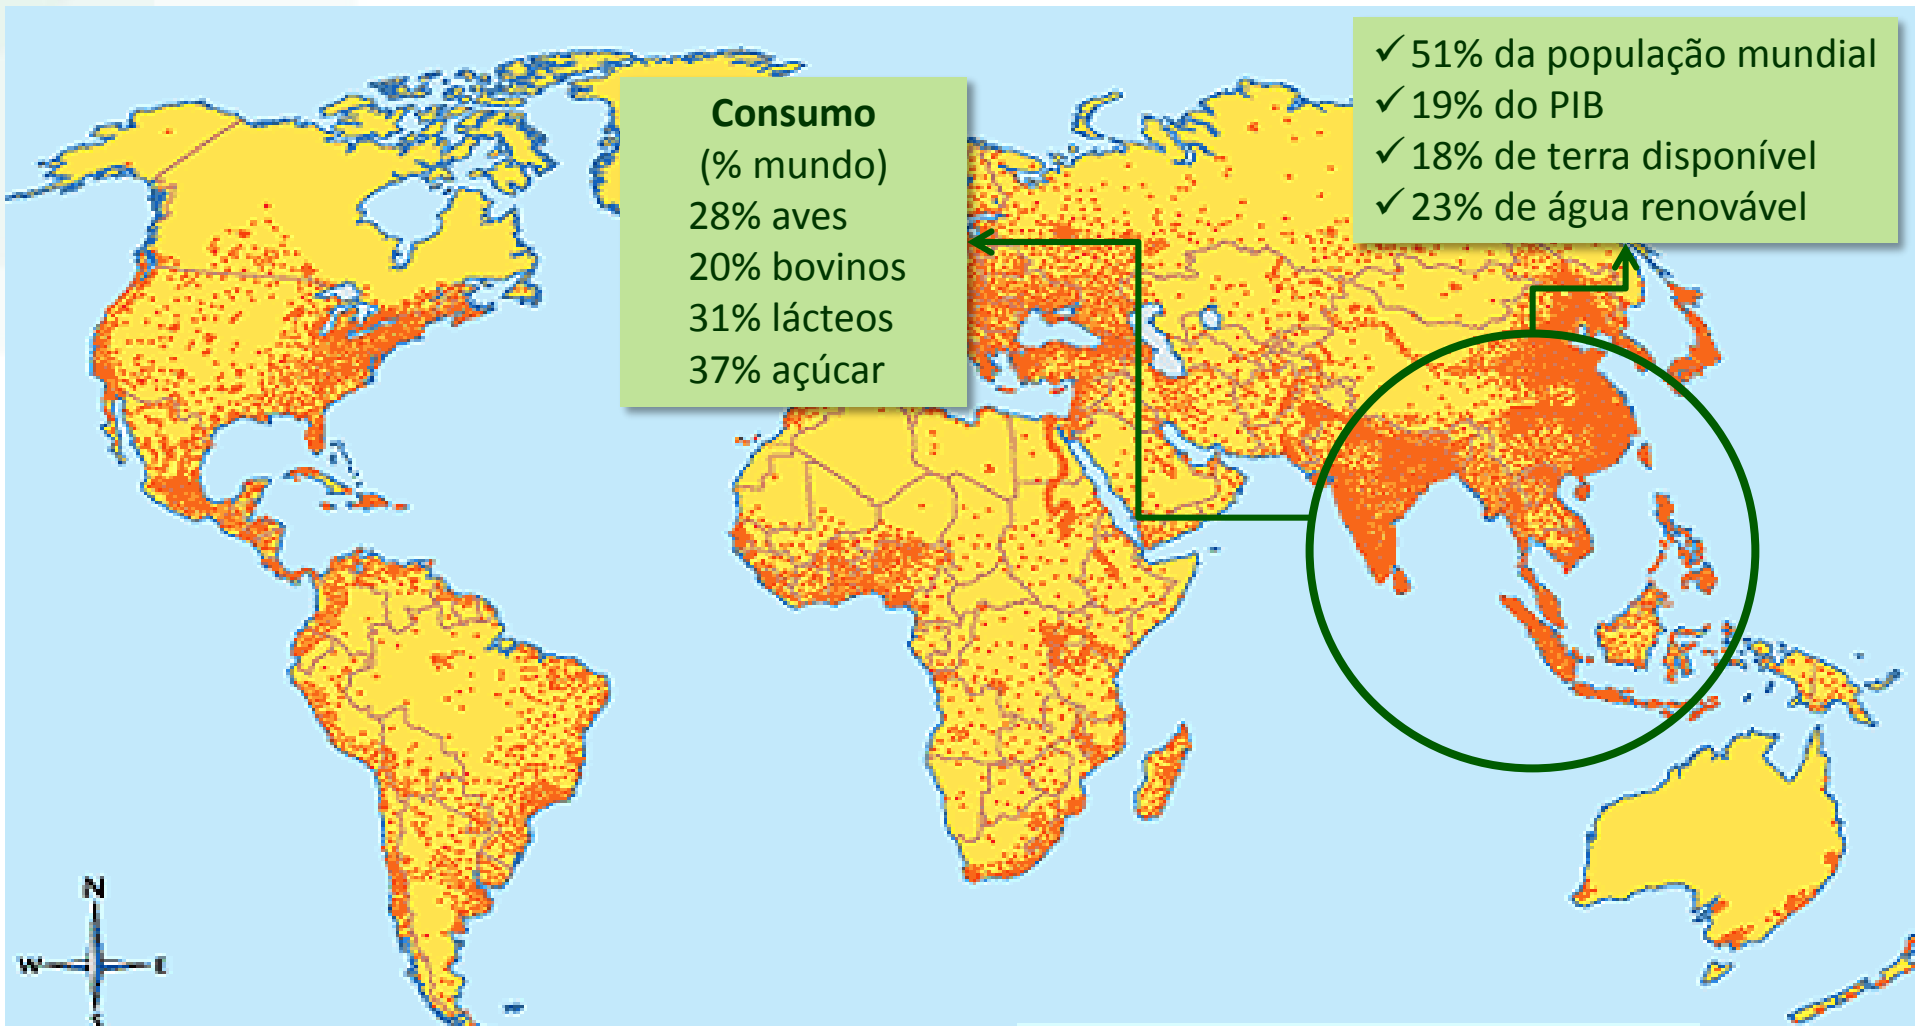 ✓ 51% da população mundial
✓ 19% do PIB
✓ 18% de terra disponível
✓ 23% de água renovável
Consumo
(% mundo)
28% aves
20% bovinos
31% lácteos
37% açúcar
N
W E
S